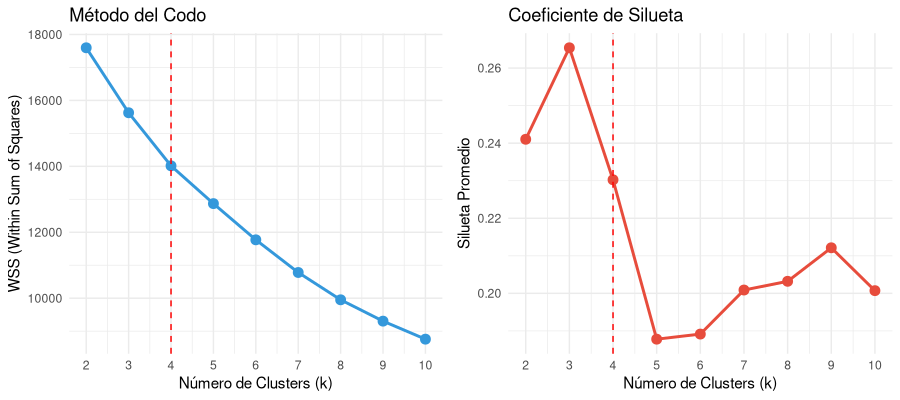 Método del Codo
WSS (Within Sum of Squares)
18000
16000
14000
12000
10000
2 3 4 5 6 7 8 9 10
Número de Clusters (k)
Coeficiente de Silueta
Silueta Promedio
0.26
0.24
0.22
0.20
2 3 4 5 6 7 8 9 10
Número de Clusters (k)